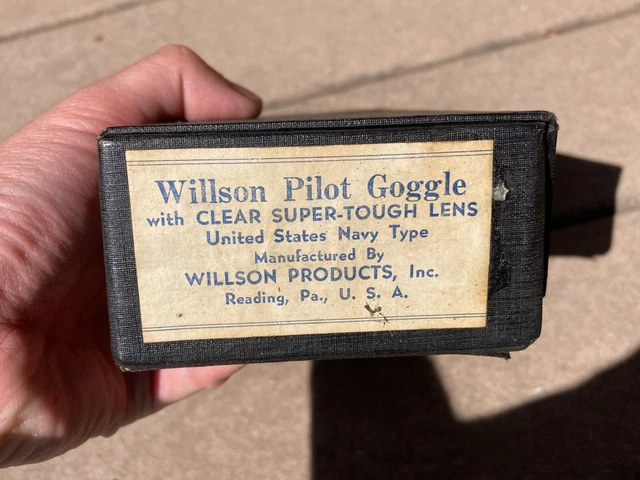 Willson Pilot Goggle
with CLEAR SUPER-TOUGH LENS
United States Navy Type
Manufactured By
WILLSON PRODUCTS, Inc.
Reading, Pa., U. S. A.